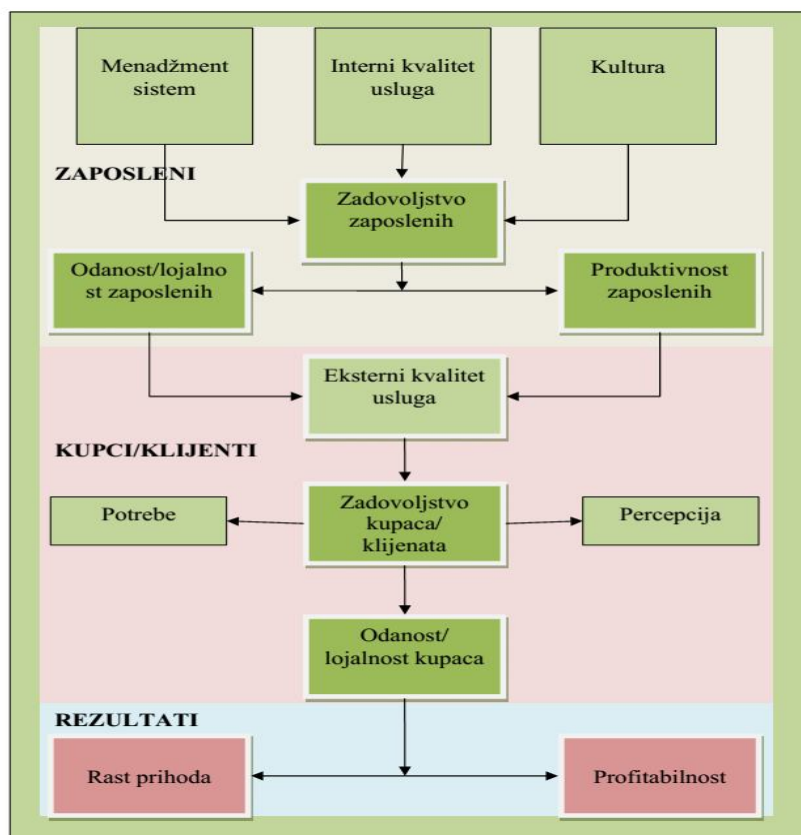 Menadžment
sistem
Interni kvalitet
usluga
Kultura
ZAPOSLENI
Zadovoljstvo
zaposlenih
Odanost/lojalno
st zaposlenih
Produktivnost
zaposlenih
Eksterni kvalitet
usluga
KUPCI/KLIJENTI
Potrebe
Zadovoljstvo
kupaca/
klijenata
Percepcija
Odanost/
lojalnost kupaca
REZULTATI
Rast prihoda
Profitabilnost